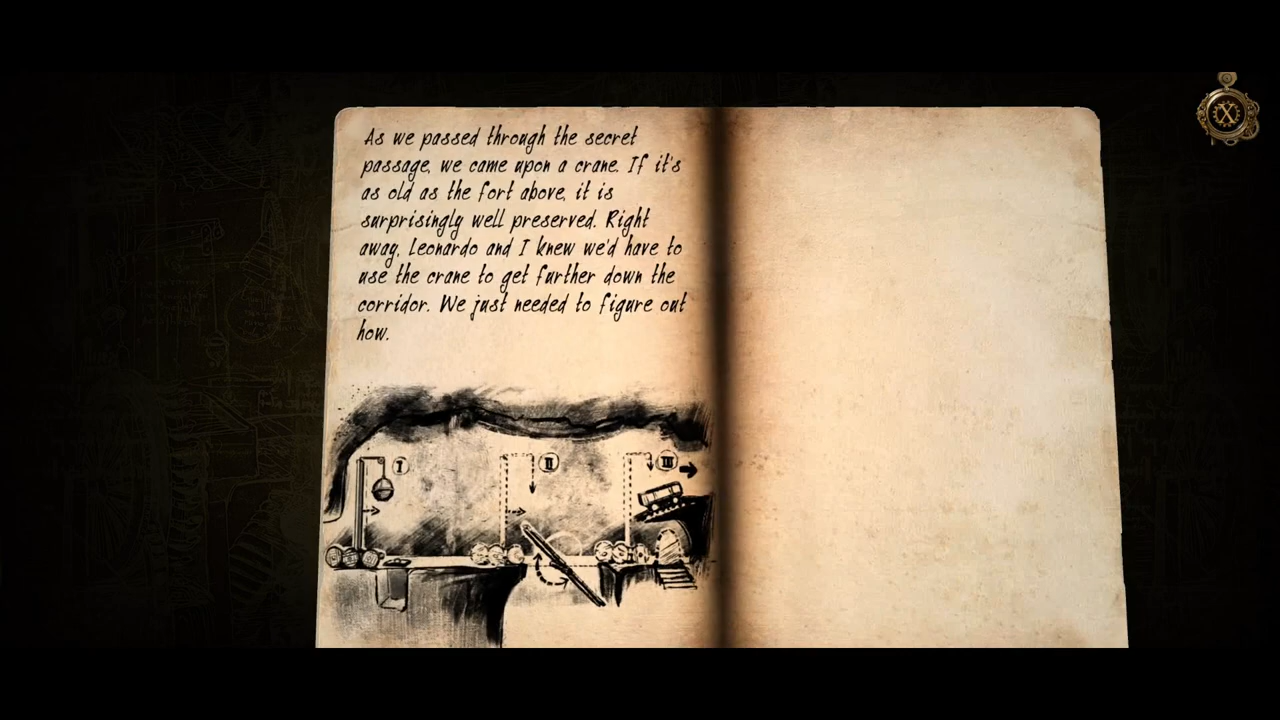 As we passed through the secret
passage, we came upon a crane. If it's
as old as the fort above, it is
surprisingly well preserved. Right
away, Leonardo and I knew we'd have to
use the crane to get further down the
corridor. We just needed to figure out
how.
I
II
III
X